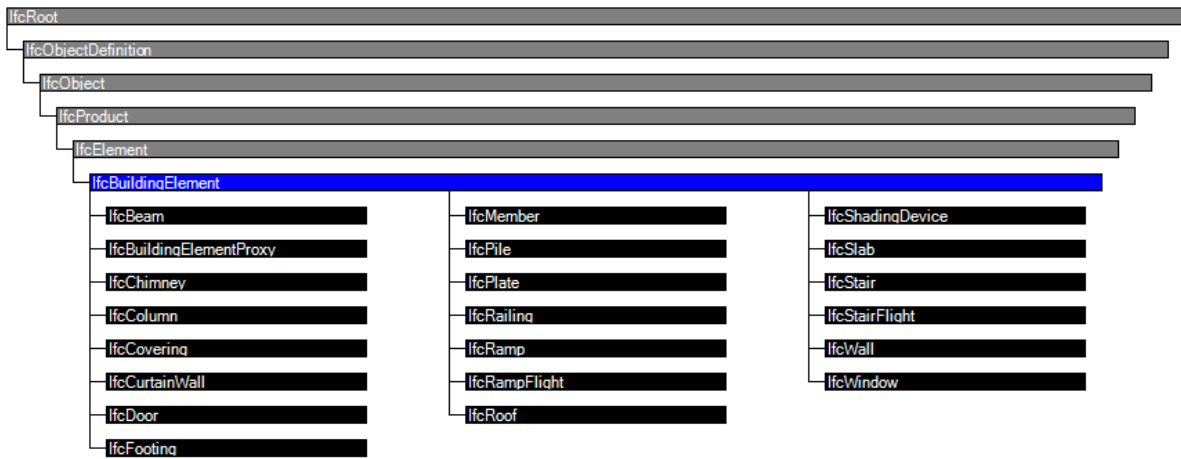 IfcRoot
IfcObjectDefinition
IfcObject
IfcProduct
IfcElement
IfcBuildingElement
IfcBeam
IfcBuildingElementProxy
IfcChimney
IfcColumn
IfcCovering
IfcCurtainWall
IfcDoor
IfcFooting
IfcMember
IfcPile
IfcPlate
IfcRailing
IfcRamp
IfcRampFlight
IfcRoof
IfcShadingDevice
IfcSlab
IfcStair
IfcStairFlight
IfcWall
IfcWindow